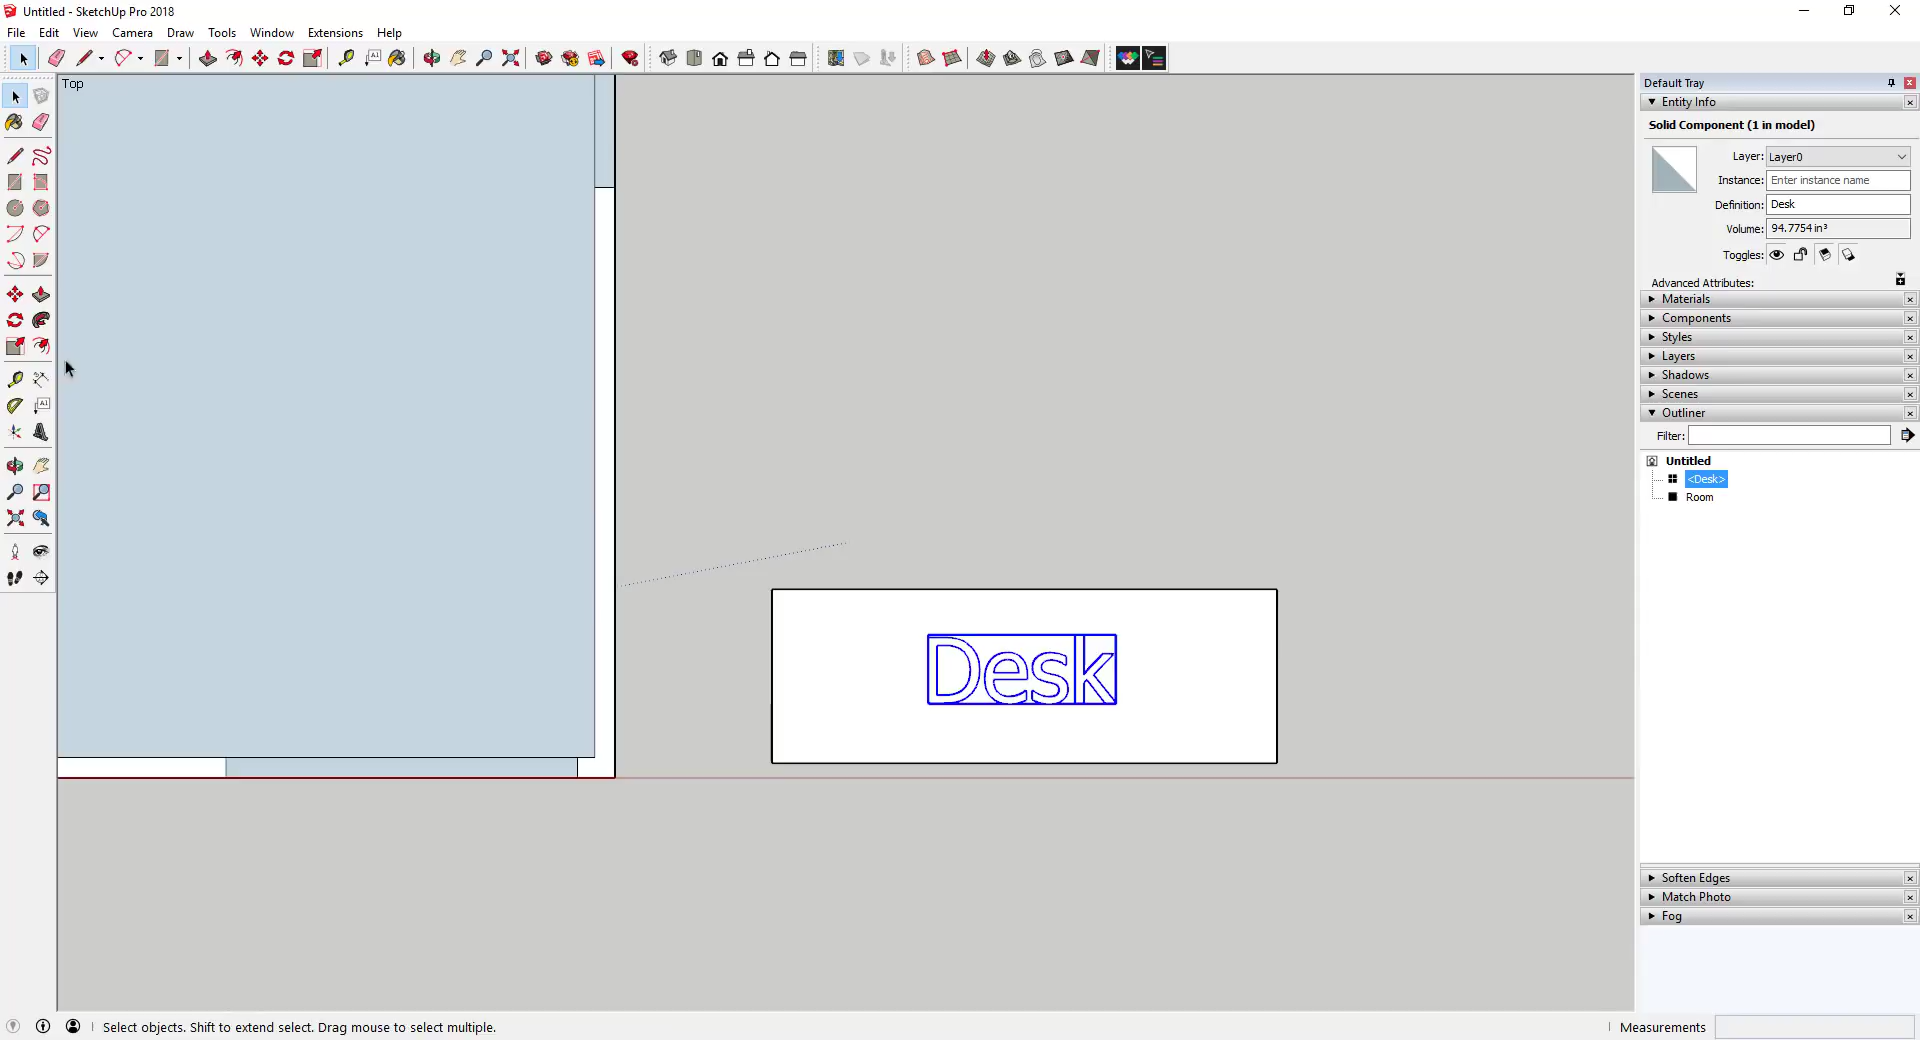 Untitled - SketchUp Pro 2018
File Edit View Camera Draw Tools Window Extensions Help
Top
Desk
Default Tray
Entity Info
Solid Component (1 in model)
Layer: Layer0
Instance: Enter instance name
Definition: Desk
Volume: 94.7754 in³
Toggles:
Advanced Attributes:
Materials
Components
Styles
Layers
Shadows
Scenes
Outliner
Filter:
Untitled
<Desk>
Room
Soften Edges
Match Photo
Fog
Select objects. Shift to extend select. Drag mouse to select multiple.
Measurements